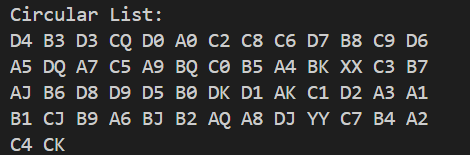 Circular List:
D4 B3 D3 CQ D0 A0 C2 C8 C6 D7 B8 C9 D6
A5 DQ A7 C5 A9 BQ C0 B5 A4 BK XX C3 B7
AJ B6 D8 D9 D5 B0 DK D1 AK C1 D2 A3 A1
B1 CJ B9 A6 BJ B2 AQ A8 DJ YY C7 B4 A2
C4 CK